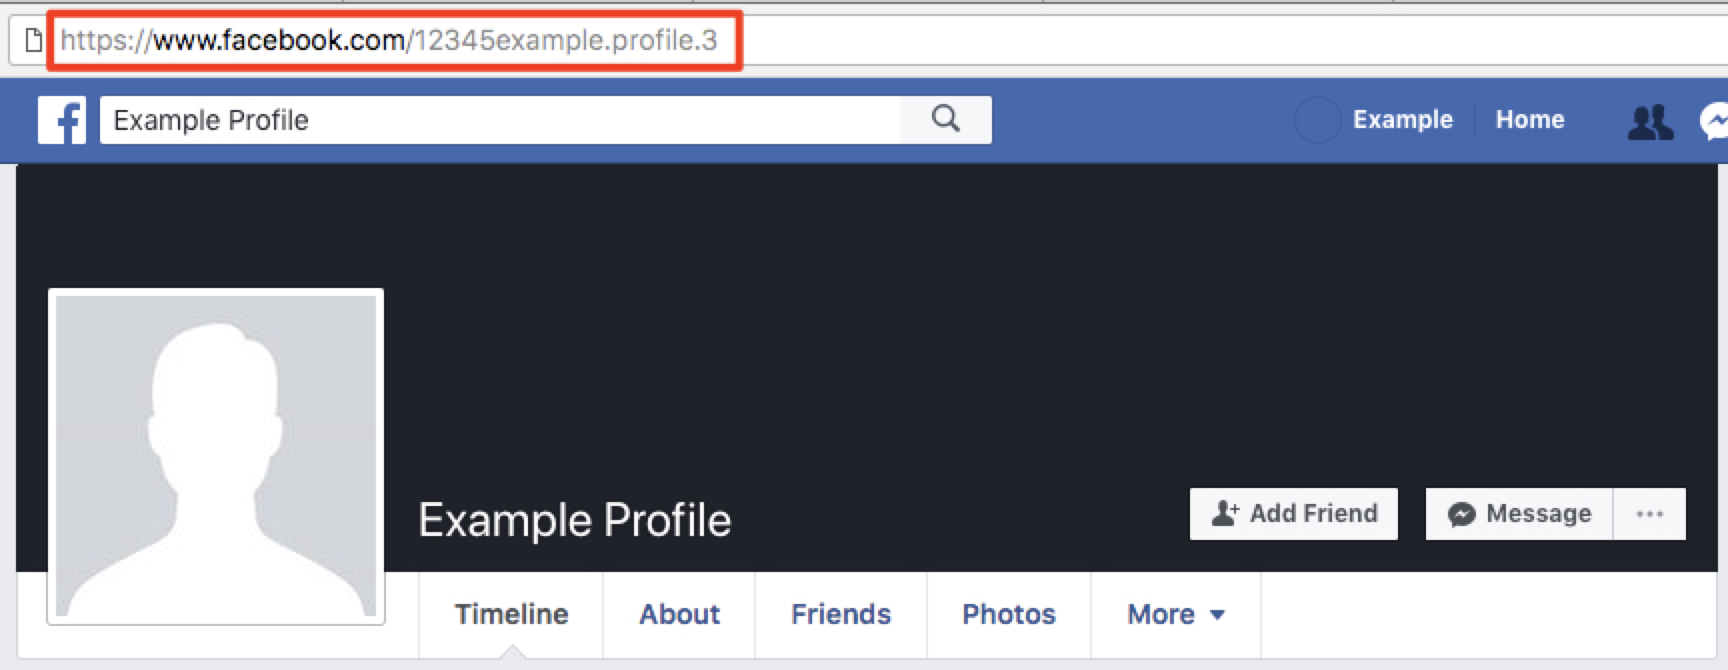 https://www.facebook.com/12345example.profile.3
f Example Profile Example Home
Example Profile Add Friend Message ...
Timeline About Friends Photos More